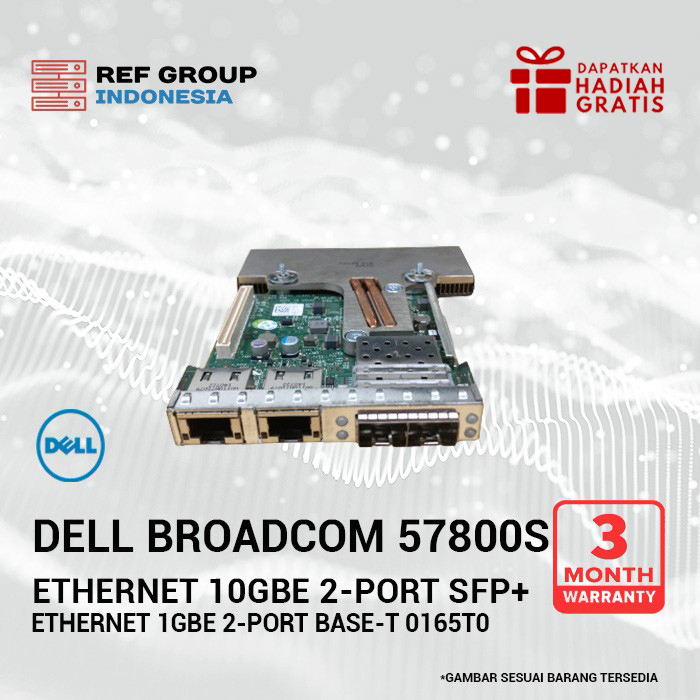 REF GROUP
INDONESIA
DAPATKAN
HADIAH
GRATIS
DELL
DELL BROADCOM 57800S
ETHERNET 10GBE 2-PORT SFP+
ETHERNET 1GBE 2-PORT BASE-T 0165T0
3
MONTH
WARRANTY
*GAMBAR SESUAI BARANG TERSEDIA